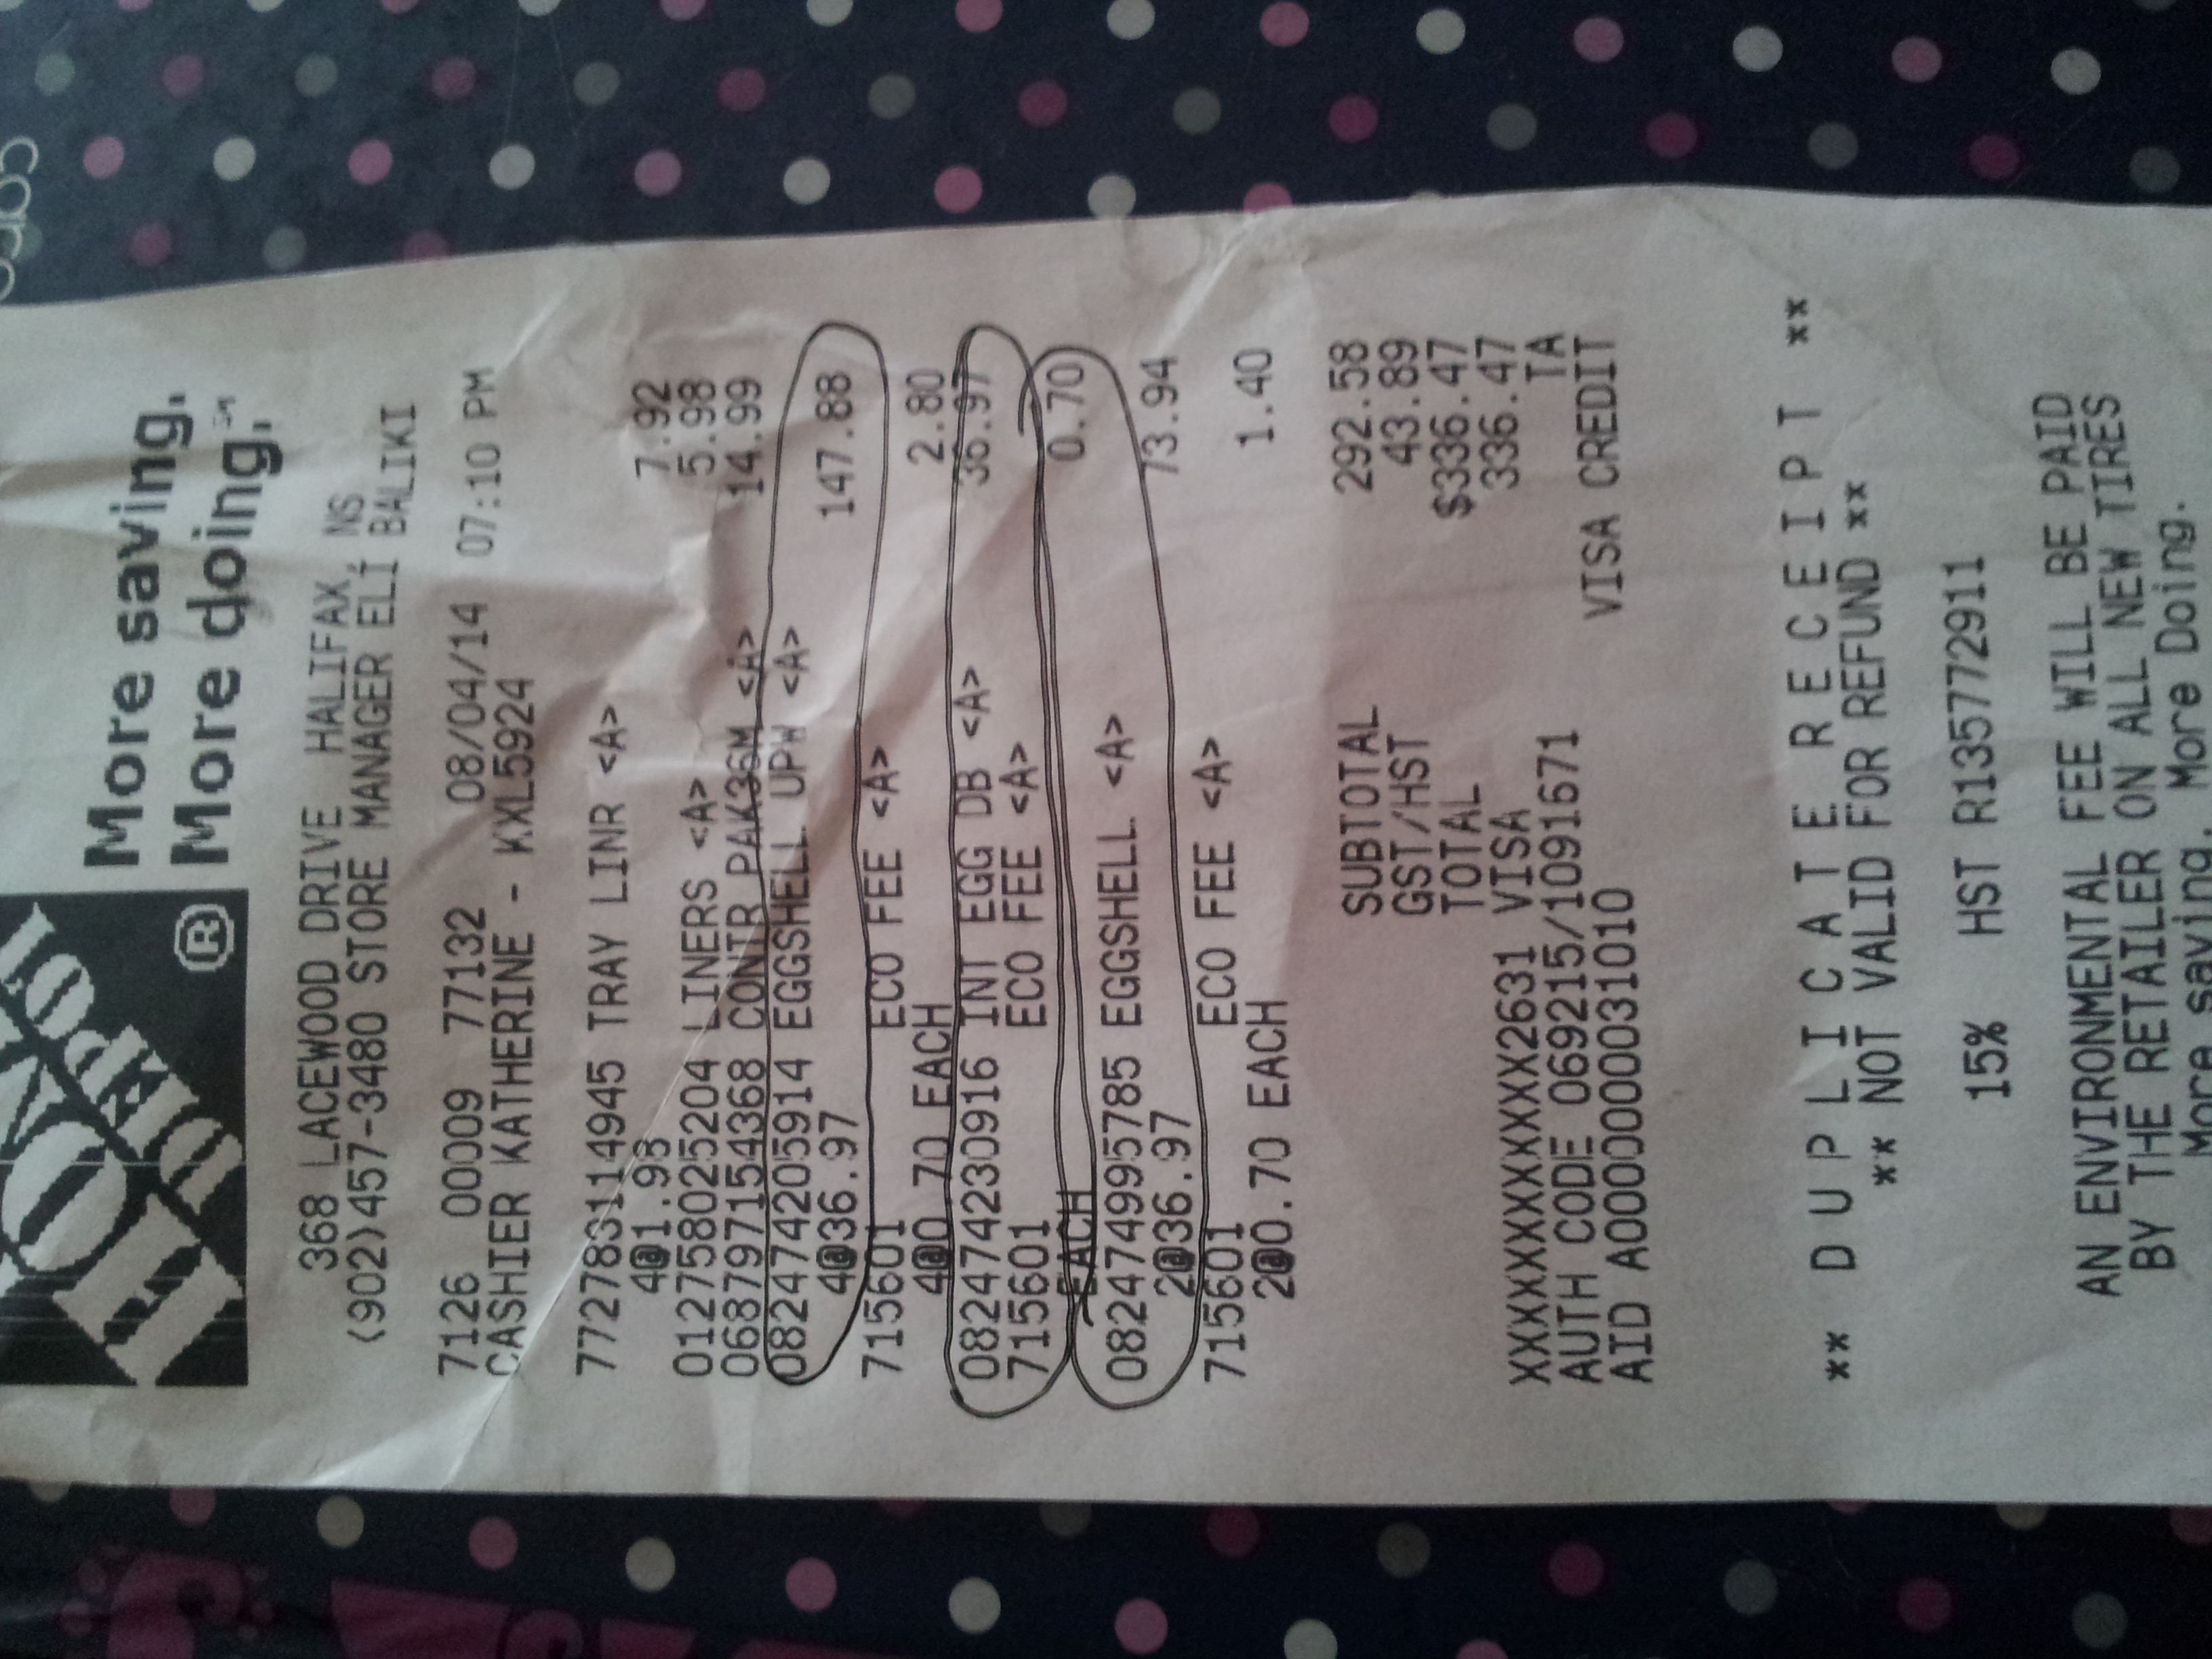 More saving.
More doing.℠
368 LACEWOOD DRIVE HALIFAX, NS
(902)457-3480 STORE MANAGER ELI BALIKI
7126 00009 77132 08/04/14 07:10 PM
CASHIER KATHERINE - KXL5924
772783114945 TRAY LINR <A>
4@1.98 7.92
012758025204 LINERS <A> 5.98
068797154368 CONTR PAK36M <A> 14.99
082474205914 EGGSHELL UPW <A>
4@36.97 147.88
715601 ECO FEE <A>
4@0.70 EACH 2.80
082474230916 INT EGG DB <A> 36.97
715601 ECO FEE <A>
EACH 0.70
082474995785 EGGSHELL <A>
2@36.97 73.94
715601 ECO FEE <A>
2@0.70 EACH 1.40
SUBTOTAL 292.58
GST/HST 43.89
TOTAL $336.47
XXXXXXXXXXXX2631 VISA 336.47
AUTH CODE 069215/1091671 TA
AID A0000000031010 VISA CREDIT
** D U P L I C A T E R E C E I P T **
** NOT VALID FOR REFUND **
15% HST R135772911
AN ENVIRONMENTAL FEE WILL BE PAID
BY THE RETAILER ON ALL NEW TIRES
More saving. More Doing.